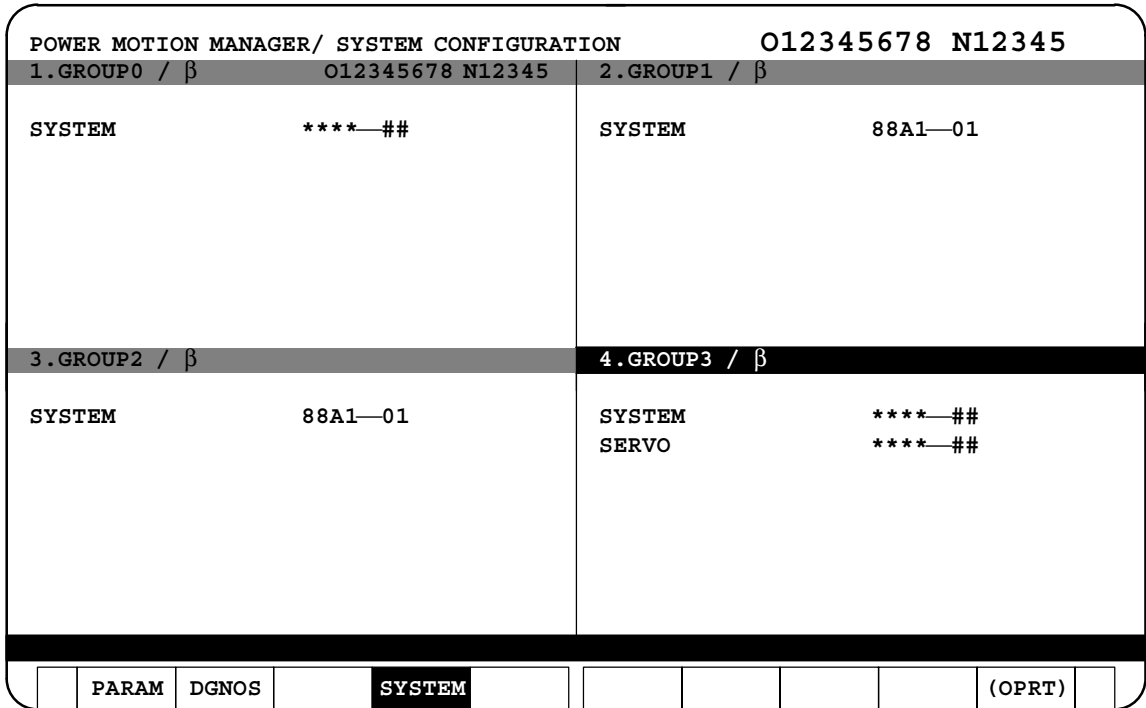 POWER MOTION MANAGER/ SYSTEM CONFIGURATION O12345678 N12345
1.GROUP0 / β O12345678 N12345
SYSTEM ****—##
2.GROUP1 / β
SYSTEM 88A1—01
3.GROUP2 / β
SYSTEM 88A1—01
4.GROUP3 / β
SYSTEM ****—##
SERVO ****—##
PARAM DGNOS SYSTEM (OPRT)